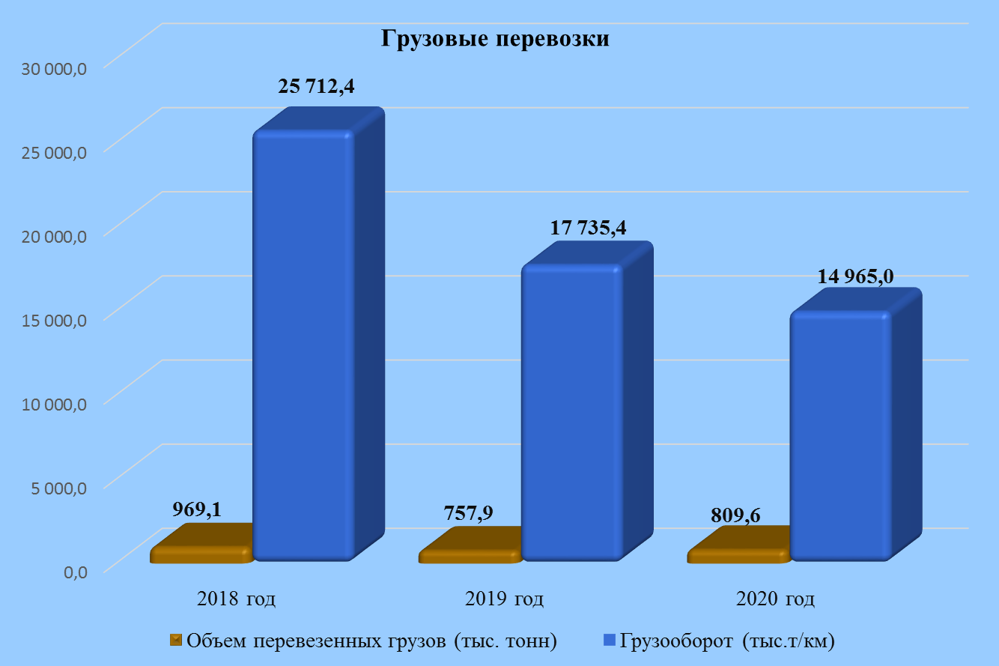 Грузовые перевозки
30 000,0
25 000,0
20 000,0
15 000,0
10 000,0
5 000,0
0,0
25 712,4
17 735,4
14 965,0
969,1
757,9
809,6
2018 год
2019 год
2020 год
Объем перевезенных грузов (тыс. тонн)
Грузооборот (тыс.т/км)